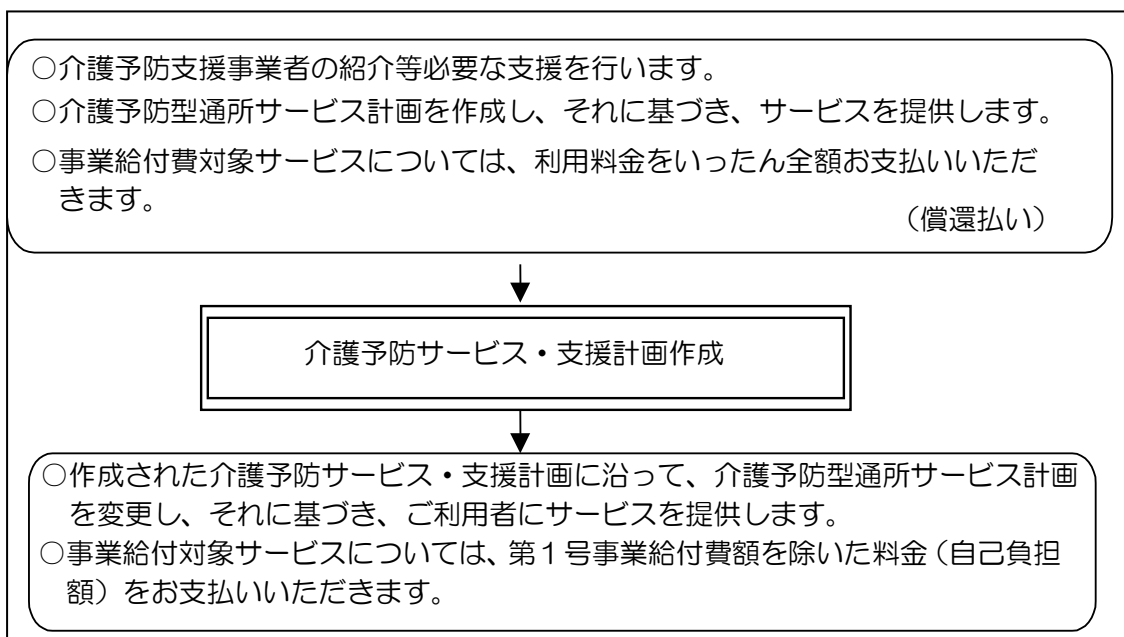 ○介護予防支援事業者の紹介等必要な支援を行います。
○介護予防型通所サービス計画を作成し、それに基づき、サービスを提供します。
○事業給付費対象サービスについては、利用料金をいったん全額お支払いいただ
きます。
（償還払い）
介護予防サービス・支援計画作成
○作成された介護予防サービス・支援計画に沿って、介護予防型通所サービス計画
を変更し、それに基づき、ご利用者にサービスを提供します。
○事業給付対象サービスについては、第１号事業給付費額を除いた料金（自己負担
額）をお支払いいただきます。